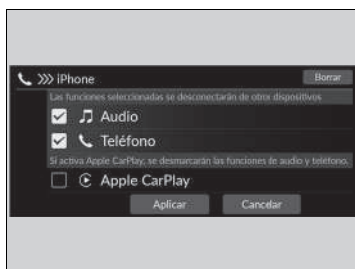 iPhone
Borrar
Las funciones seleccionadas se desconectarán de otros dispositivos
Audio
Teléfono
Si activa Apple CarPlay, se desmarcarán las funciones de audio y teléfono.
Apple CarPlay
Aplicar
Cancelar